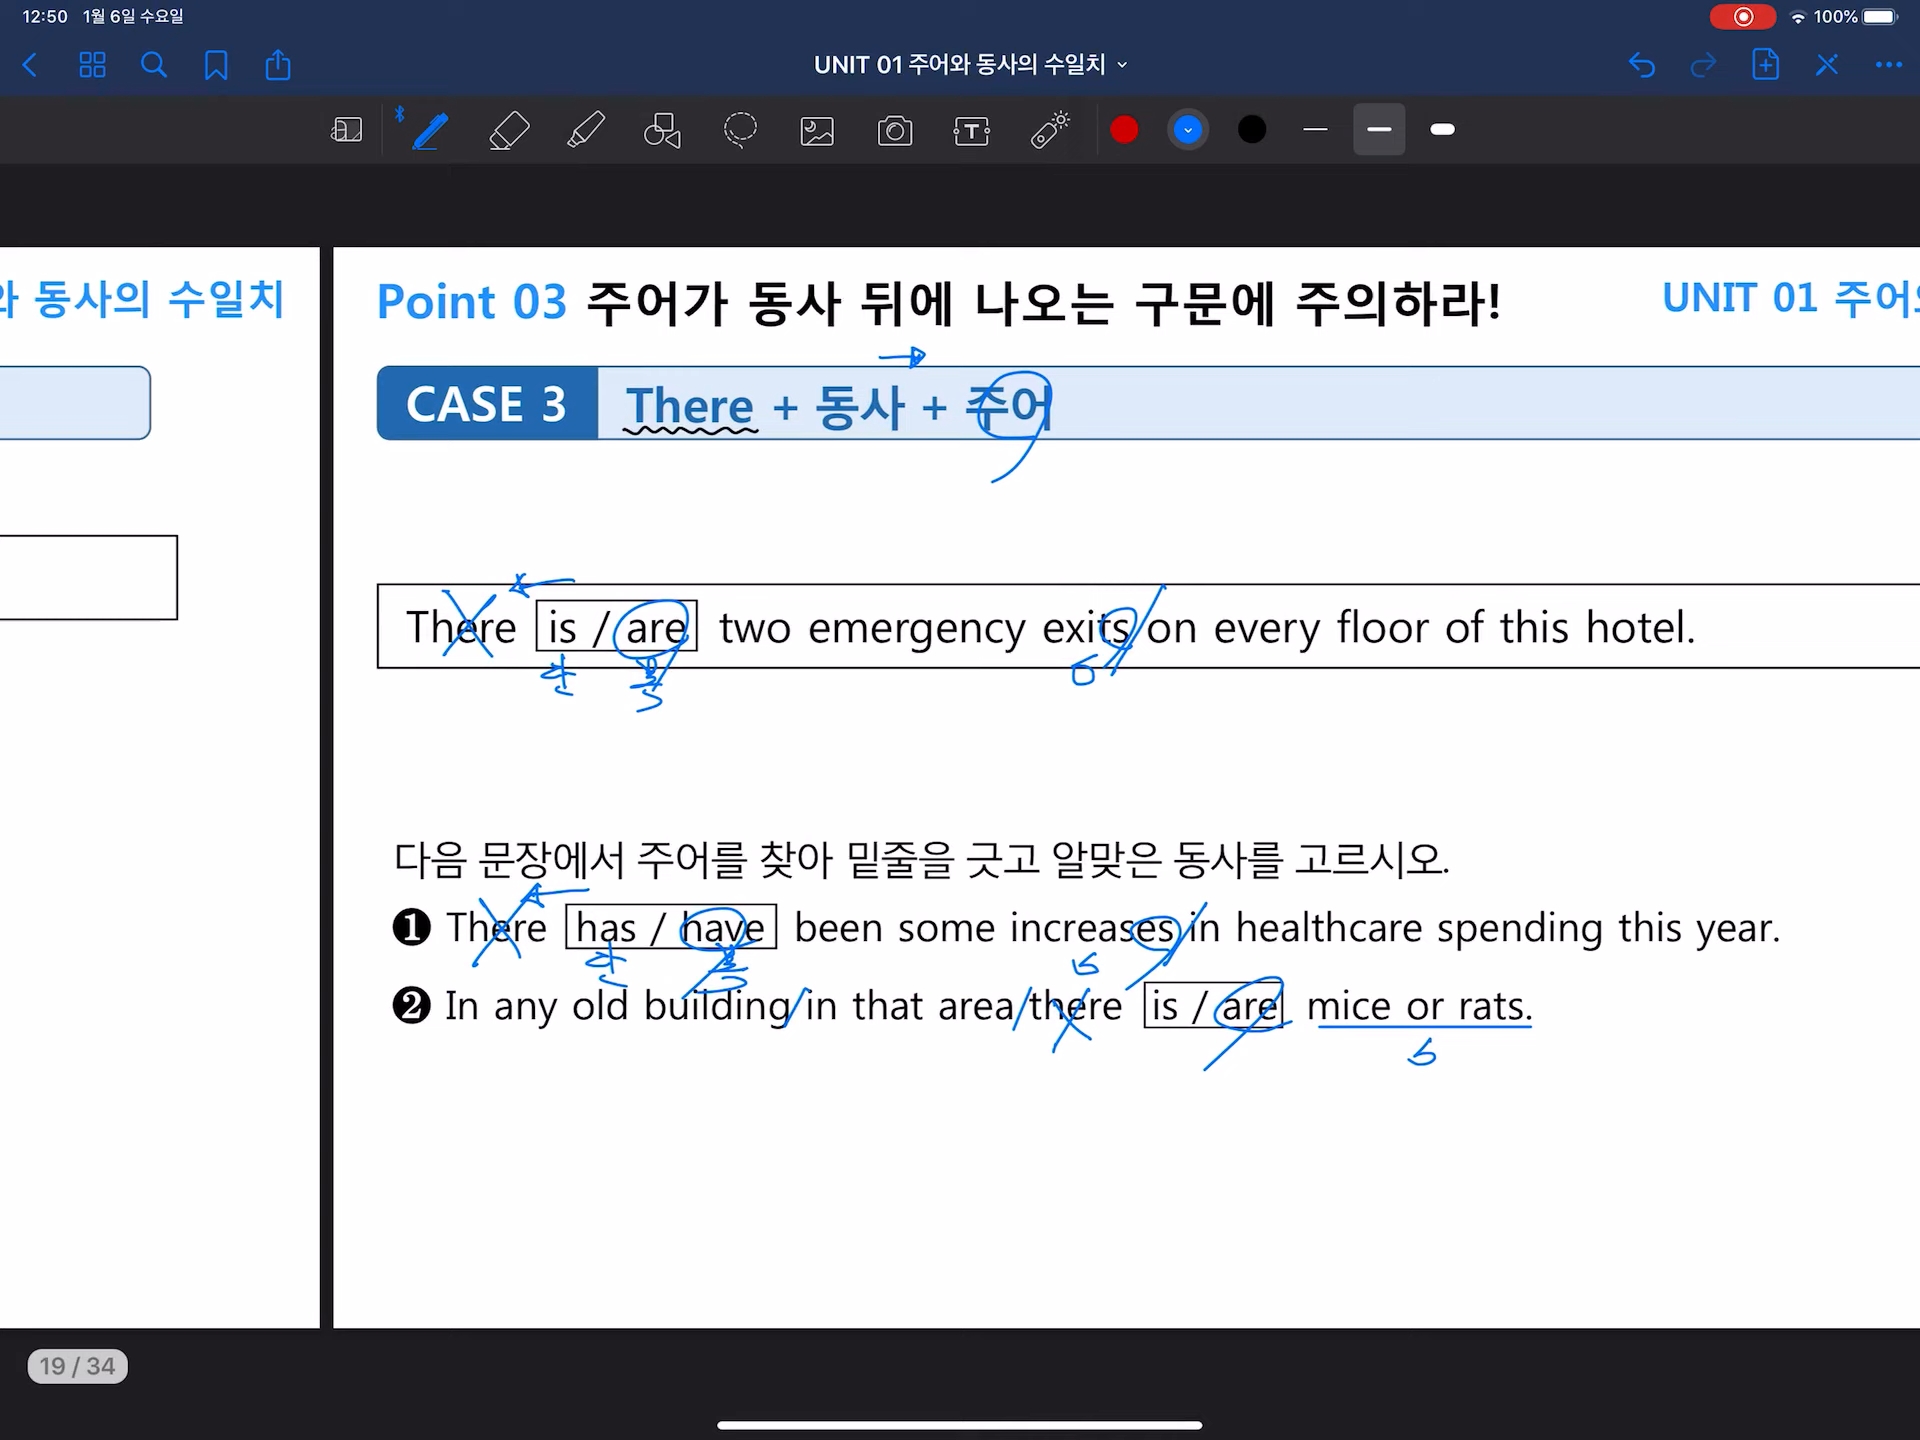 12:50 1월 6일 수요일
100%
UNIT 01 주어와 동사의 수일치
와 동사의 수일치
Point 03 주어가 동사 뒤에 나오는 구문에 주의하라!
UNIT 01 주어와
CASE 3 There + 동사 + 주어
There is / are two emergency exits on every floor of this hotel.
단 복 S
다음 문장에서 주어를 찾아 밑줄을 긋고 알맞은 동사를 고르시오.
❶ There has / have been some increases in healthcare spending this year.
단 복 S
❷ In any old building in that area there is / are mice or rats.
S
19 / 34